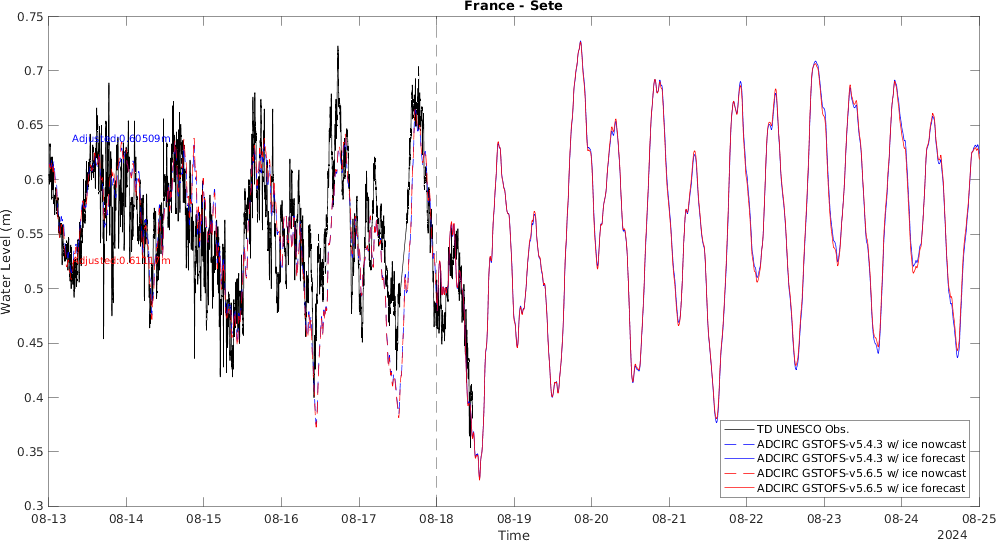 France - Sete
0.75
0.7
0.65
0.6
0.55
0.5
0.45
0.4
0.35
0.3
Water Level (m)
Adjusted:0.60509m
TD UNESCO Obs.
ADCIRC GSTOFS-v5.4.3 w/ ice nowcast
ADCIRC GSTOFS-v5.4.3 w/ ice forecast
ADCIRC GSTOFS-v5.6.5 w/ ice nowcast
ADCIRC GSTOFS-v5.6.5 w/ ice forecast
08-13 08-14 08-15 08-16 08-17 08-18 08-19 08-20 08-21 08-22 08-23 08-24 08-25
Time
2024